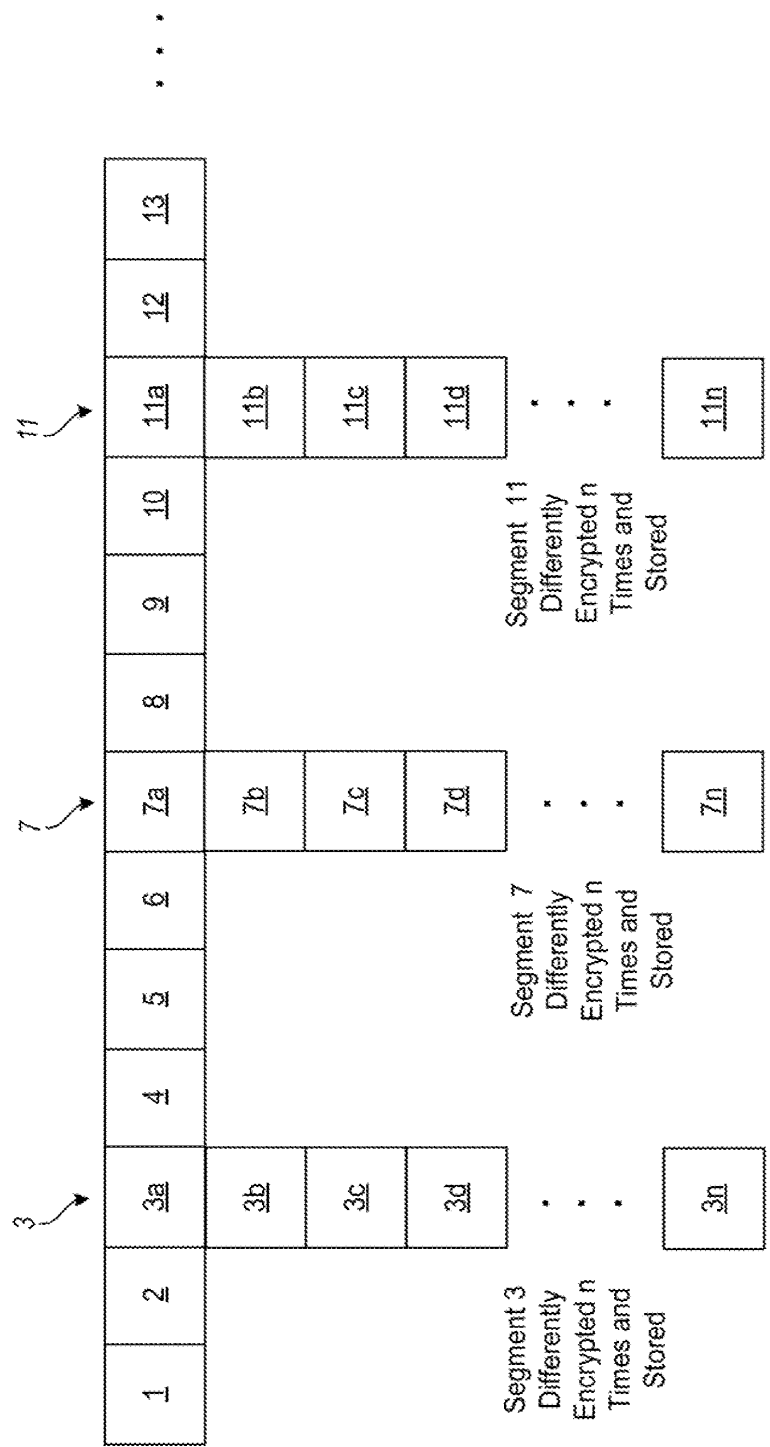 3
7
11
1
2
3a
4
5
6
7a
8
9
10
11a
12
13
3b
7b
11b
3c
7c
11c
3d
7d
11d
Segment 3
Differently
Encrypted n
Times and
Stored
Segment 7
Differently
Encrypted n
Times and
Stored
Segment 11
Differently
Encrypted n
Times and
Stored
3n
7n
11n